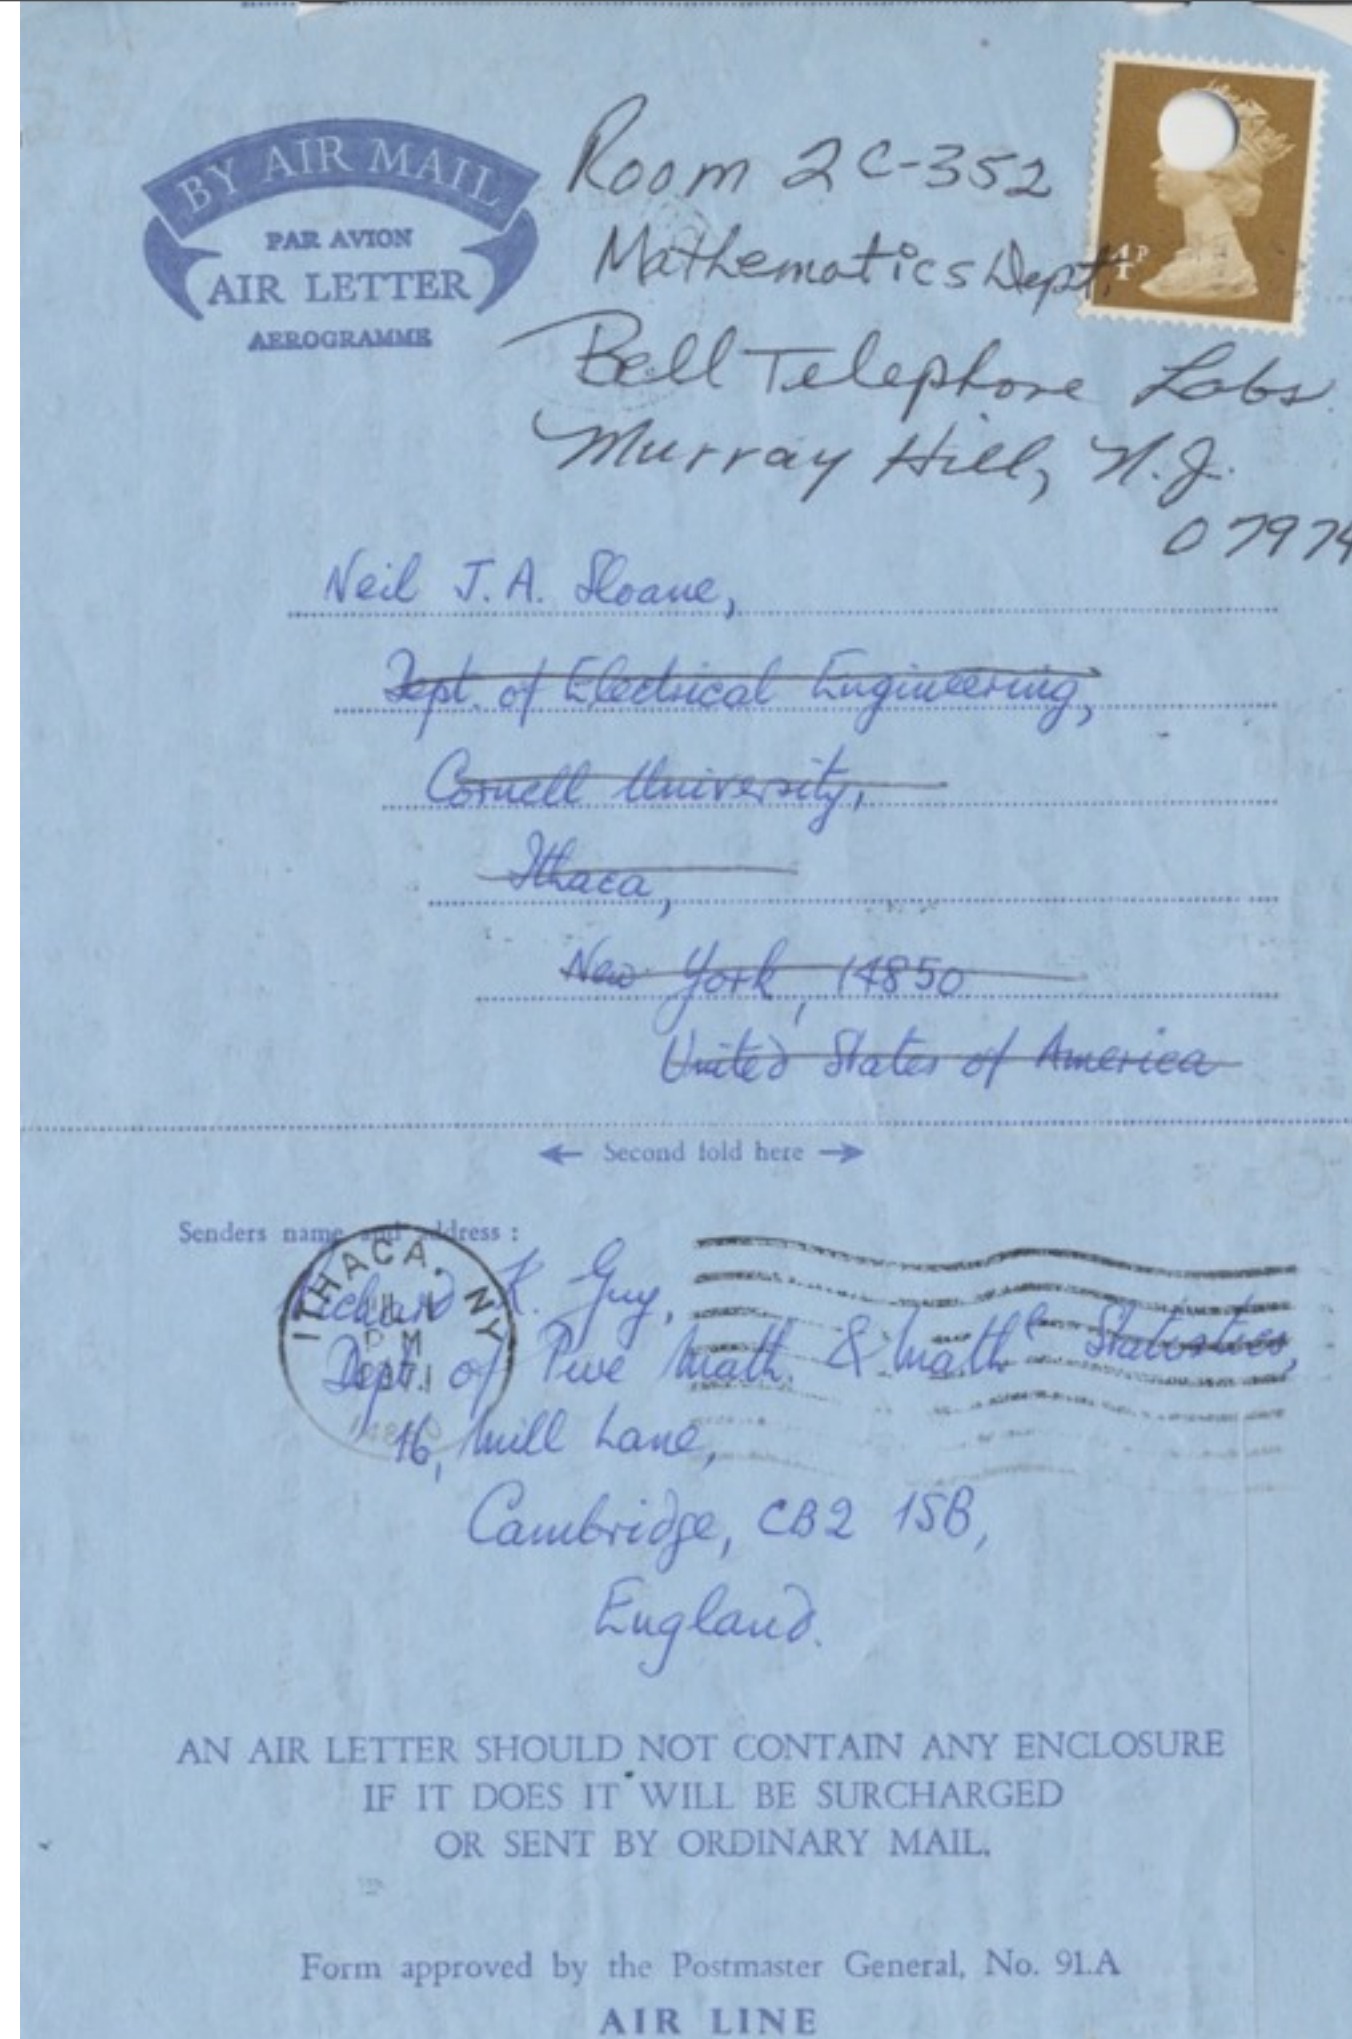 BY AIR MAIL
PAR AVION
AIR LETTER
AEROGRAMME
Room 2C-352
Mathematics Dept.
4P
Bell Telephone Labs.
Murray Hill, N.J.
07974
Neil J.A. Sloane,
Dept. of Electrical Engineering,
Cornell University,
Ithaca,
New York, 14850
United States of America
← Second fold here →
Senders name and address :
ITHACA, NY
PM
Richard K. Guy,
Dept. of Pure Math. & Math^l Statistics,
16, Mill Lane,
Cambridge, CB2 1SB,
England.
AN AIR LETTER SHOULD NOT CONTAIN ANY ENCLOSURE
IF IT DOES IT WILL BE SURCHARGED
OR SENT BY ORDINARY MAIL.
Form approved by the Postmaster General, No. 91.A
AIR LINE